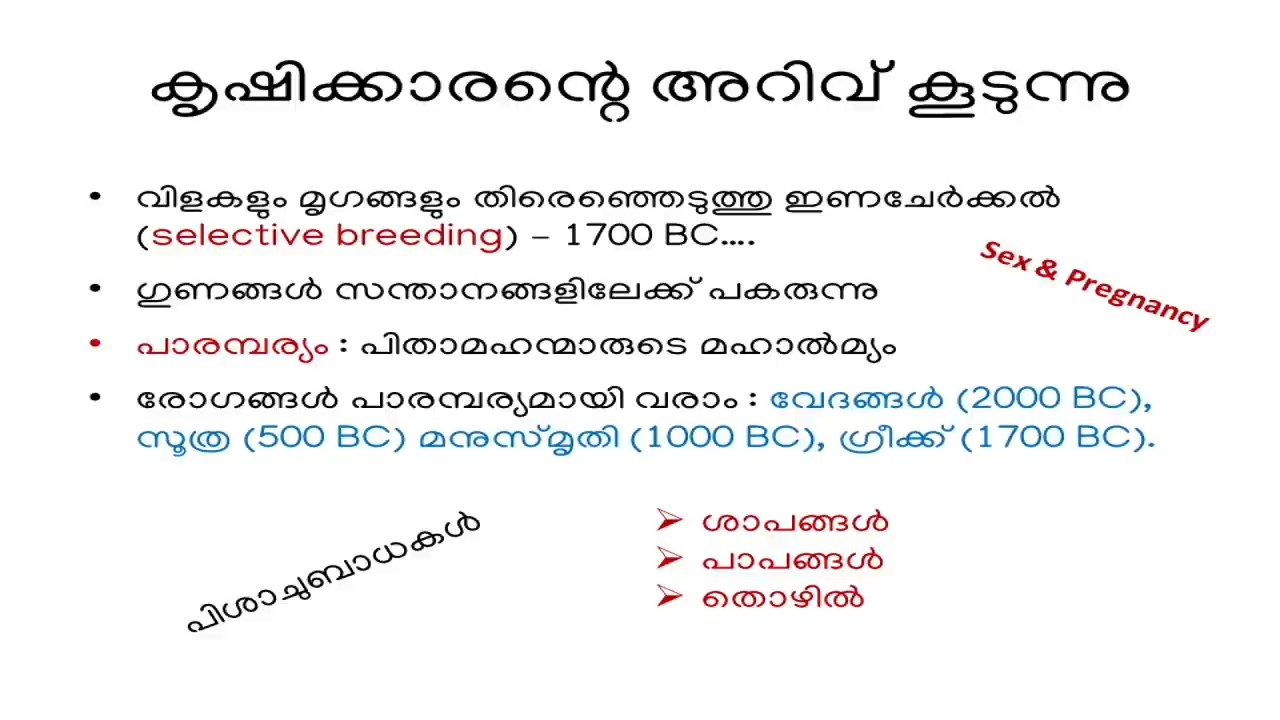 കൃഷിക്കാരന്റെ അറിവ് കൂടുന്നു
• വിളകളും മൃഗങ്ങളും തിരെഞ്ഞെടുത്തു ഇണചേർക്കൽ
(selective breeding) – 1700 BC….
Sex & Pregnancy
• ഗുണങ്ങൾ സന്താനങ്ങളിലേക്ക് പകരുന്നു
• പാരമ്പര്യം : പിതാമഹന്മാരുടെ മഹാൽമ്യം
• രോഗങ്ങൾ പാരമ്പര്യമായി വരാം : വേദങ്ങൾ (2000 BC),
സൂത്ര (500 BC) മനുസ്മൃതി (1000 BC), ഗ്രീക്ക് (1700 BC).
പിശാചുബാധകൾ
➢ ശാപങ്ങൾ
➢ പാപങ്ങൾ
➢ തൊഴിൽ